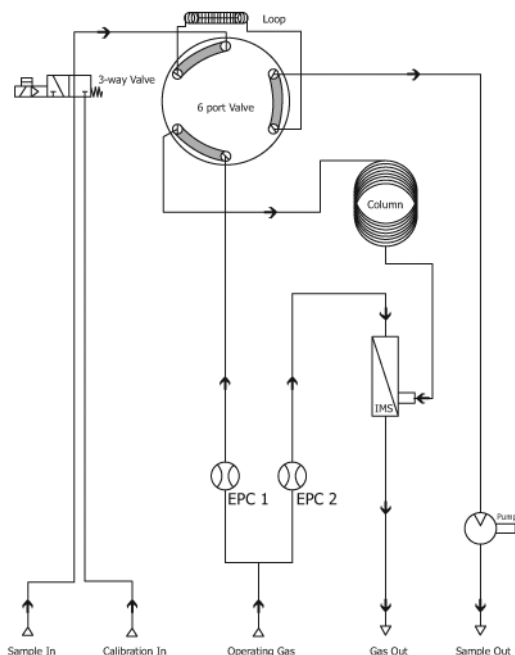 Loop
3-way Valve
6 port Valve
Column
IMS
EPC 1
EPC 2
Pump
Sample In
Calibration In
Operating Gas
Gas Out
Sample Out